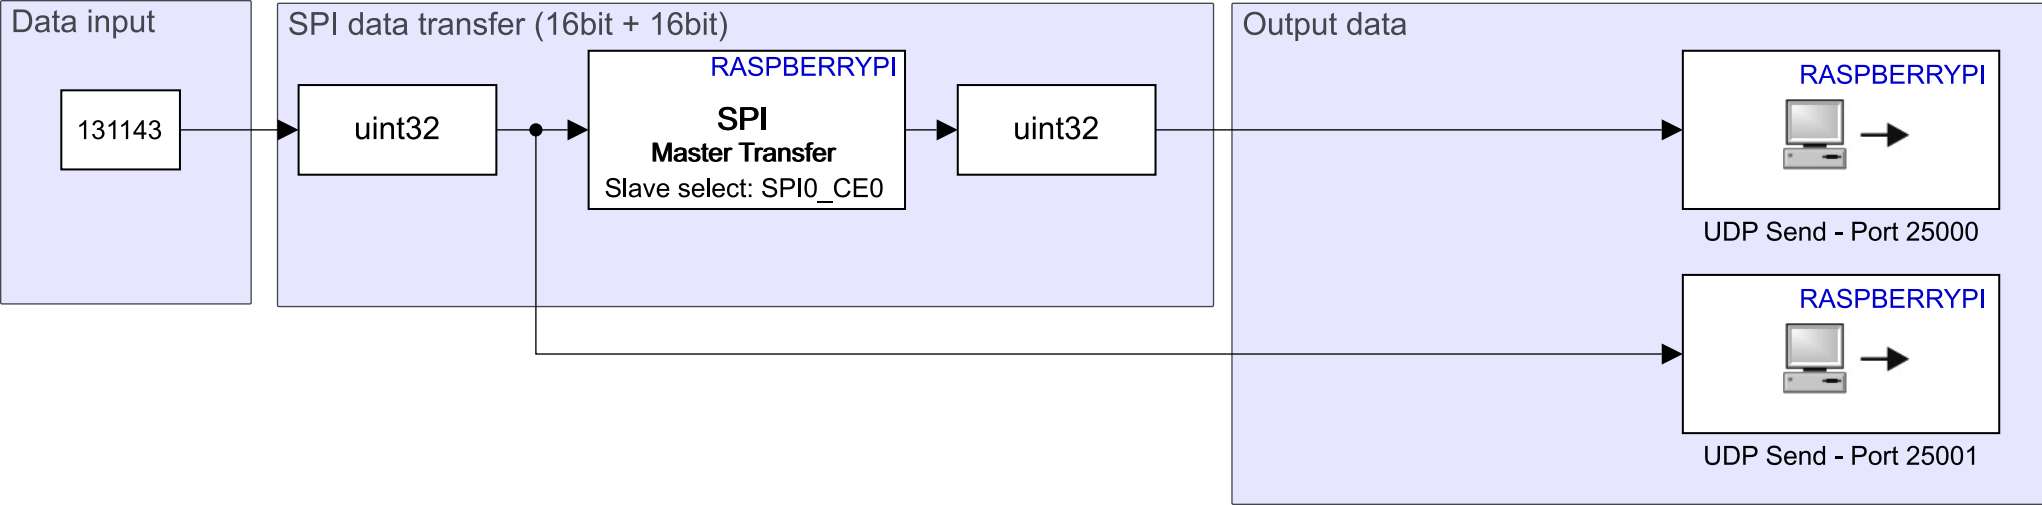 Data input
131143
SPI data transfer (16bit + 16bit)
uint32
RASPBERRYPI
SPI
Master Transfer
Slave select: SPI0_CE0
uint32
Output data
RASPBERRYPI
UDP Send - Port 25000
RASPBERRYPI
UDP Send - Port 25001